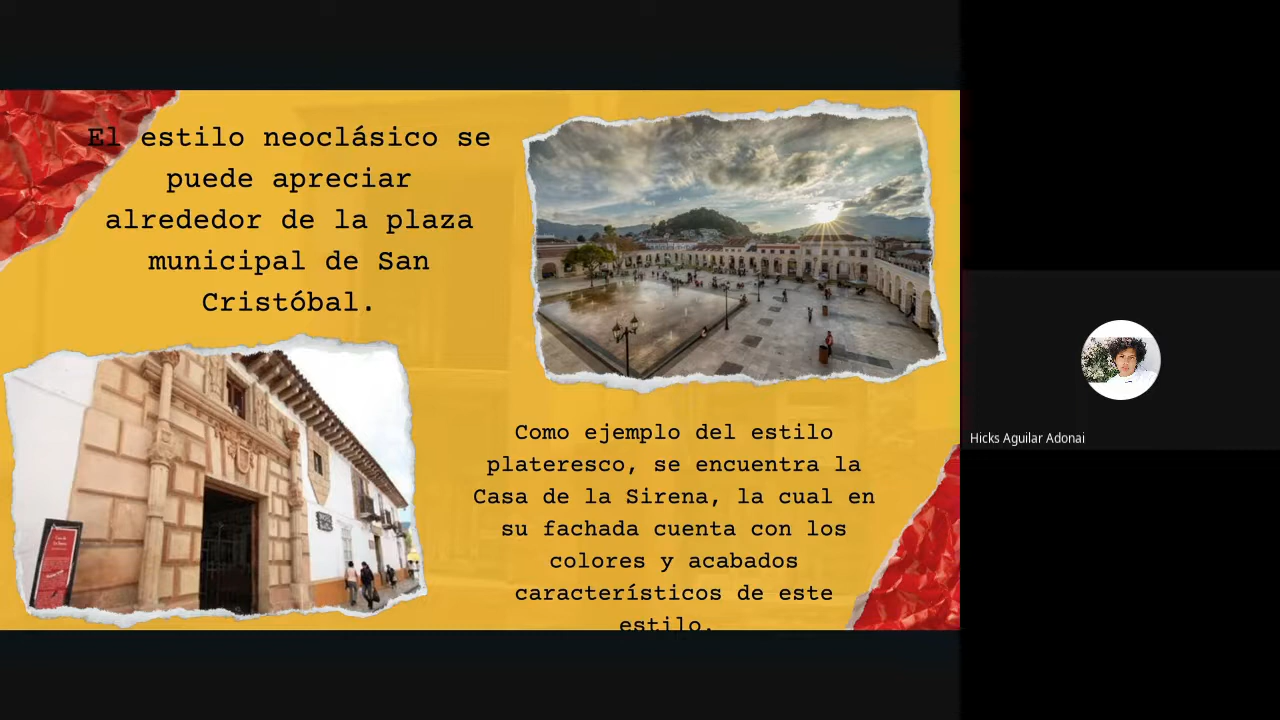 El estilo neoclásico se
puede apreciar
alrededor de la plaza
municipal de San
Cristóbal.
Como ejemplo del estilo
plateresco, se encuentra la
Casa de la Sirena, la cual en
su fachada cuenta con los
colores y acabados
característicos de este
estilo.
Hicks Aguilar Adonai